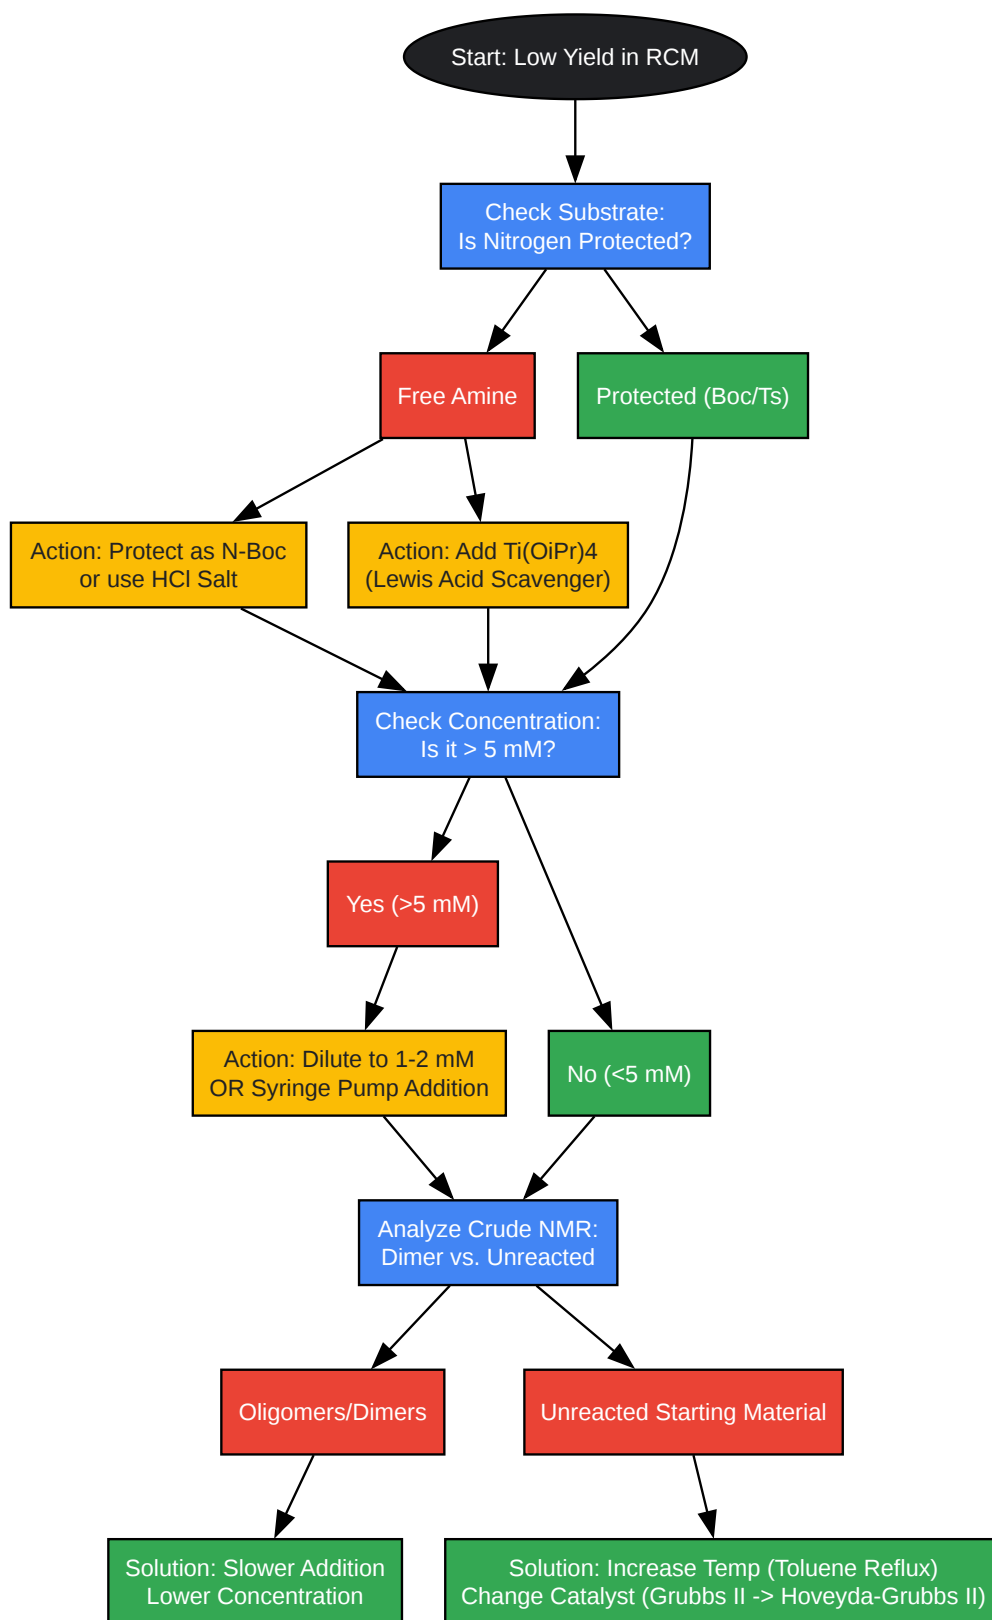 Start: Low Yield in RCM
Check Substrate:
Is Nitrogen Protected?
Free Amine
Protected (Boc/Ts)
Action: Protect as N-Boc
or use HCl Salt
Action: Add Ti(OiPr)4
(Lewis Acid Scavenger)
Check Concentration:
Is it > 5 mM?
Yes (>5 mM)
Action: Dilute to 1-2 mM
OR Syringe Pump Addition
No (<5 mM)
Analyze Crude NMR:
Dimer vs. Unreacted
Oligomers/Dimers
Unreacted Starting Material
Solution: Slower Addition
Lower Concentration
Solution: Increase Temp (Toluene Reflux)
Change Catalyst (Grubbs II -> Hoveyda-Grubbs II)